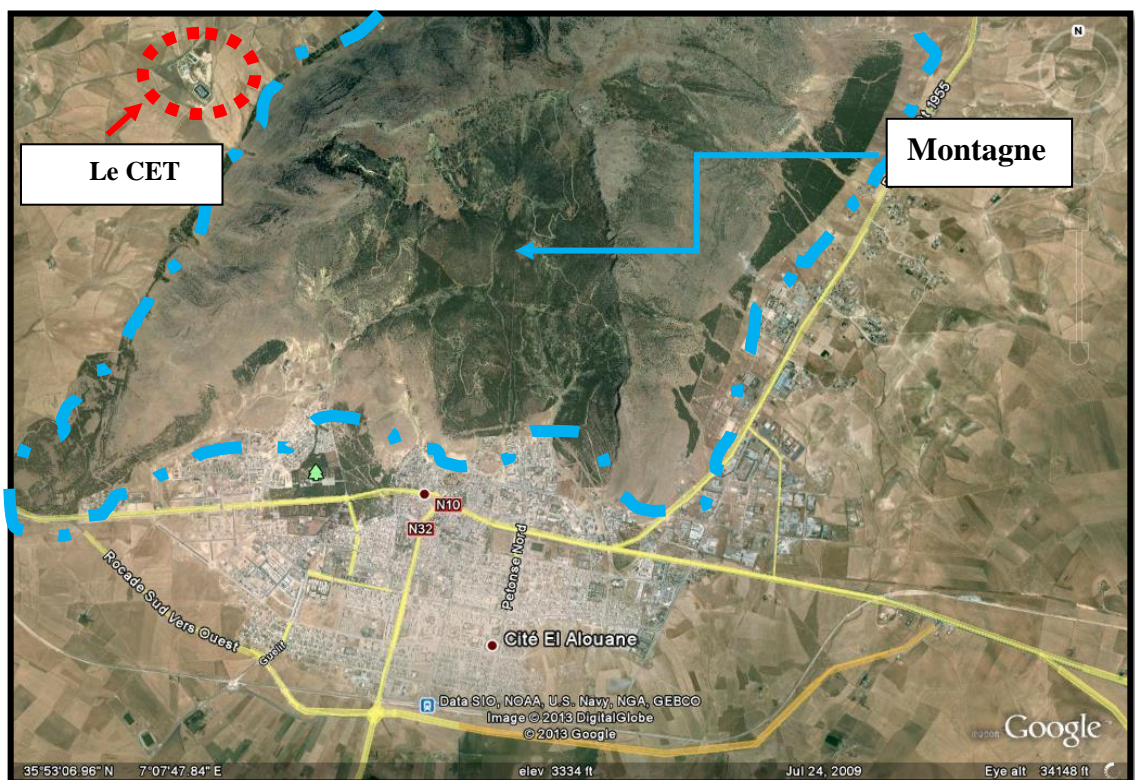 N
1955
Le CET
Montagne
N10
N32
Petonse Nord
Rocade Sud Vers Ouest
Guelif
Cité El Alouane
Data SIO, NOAA, U.S. Navy, NGA, GEBCO
Image © 2013 DigitalGlobe
© 2013 Google
Google
35°53'06.96" N 7°07'47.84" E
elev 3334 ft
Jul 24, 2009
Eye alt 34148 ft